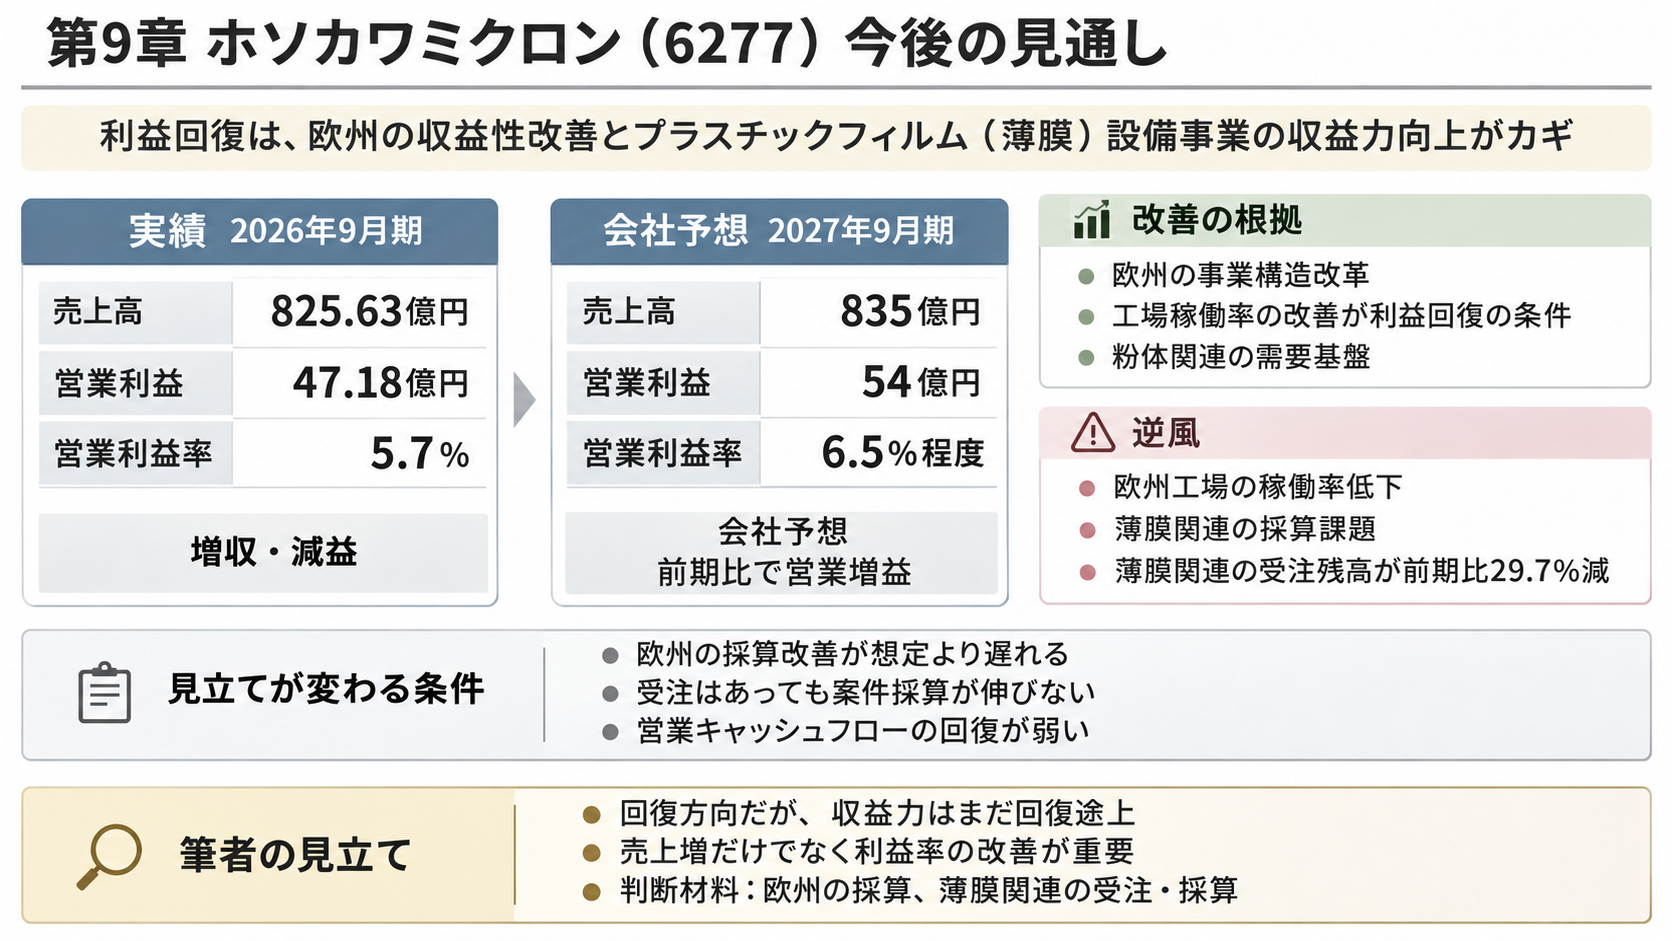 第9章 ホソカワミクロン（6277）今後の見通し
利益回復は、欧州の収益性改善とプラスチックフィルム（薄膜）設備事業の収益力向上がカギ
実績 2026年9月期
売上高 825.63億円
営業利益 47.18億円
営業利益率 5.7%
増収・減益
会社予想 2027年9月期
売上高 835億円
営業利益 54億円
営業利益率 6.5%程度
会社予想
前期比で営業増益
改善の根拠
● 欧州の事業構造改革
● 工場稼働率の改善が利益回復の条件
● 粉体関連の需要基盤
逆風
● 欧州工場の稼働率低下
● 薄膜関連の採算課題
● 薄膜関連の受注残高が前期比29.7%減
見立てが変わる条件
● 欧州の採算改善が想定より遅れる
● 受注はあっても案件採算が伸びない
● 営業キャッシュフローの回復が弱い
筆者の見立て
● 回復方向だが、収益力はまだ回復途上
● 売上増だけでなく利益率の改善が重要
● 判断材料：欧州の採算、薄膜関連の受注・採算